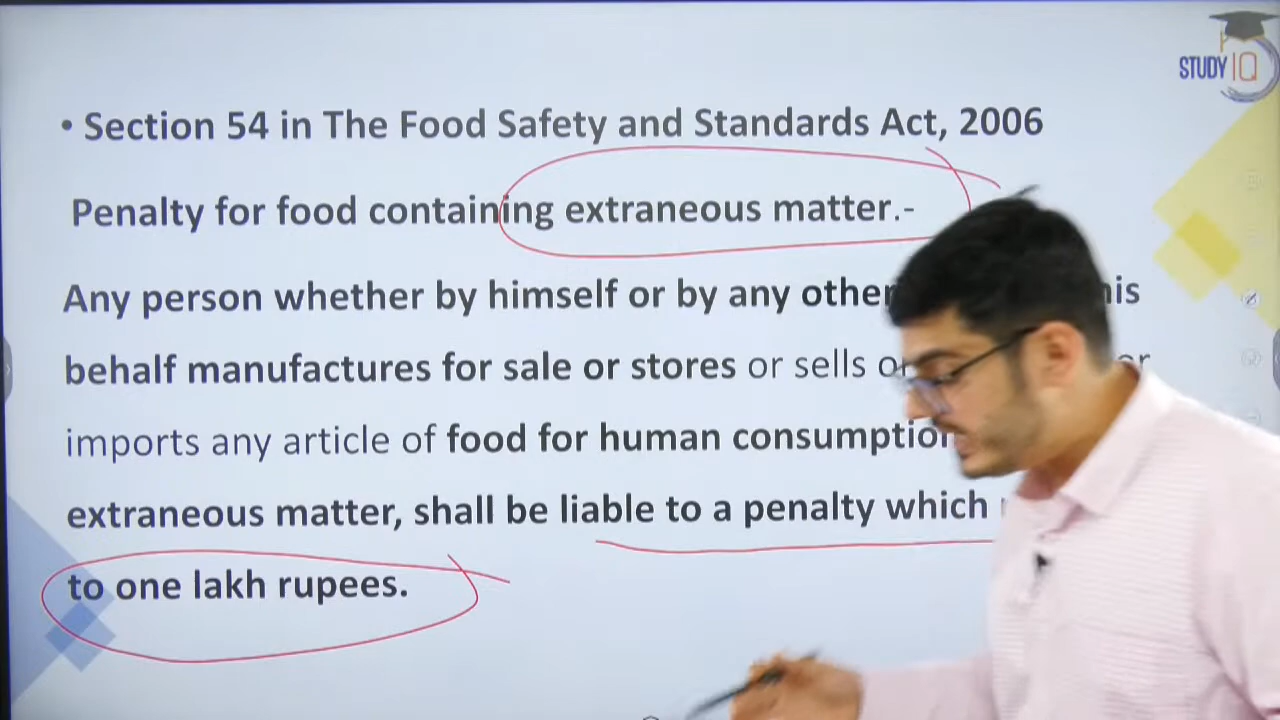 STUDY IQ
• Section 54 in The Food Safety and Standards Act, 2006
Penalty for food containing extraneous matter.-
Any person whether by himself or by any other
behalf manufactures for sale or stores or sells or
imports any article of food for human consumption
extraneous matter, shall be liable to a penalty which
to one lakh rupees.